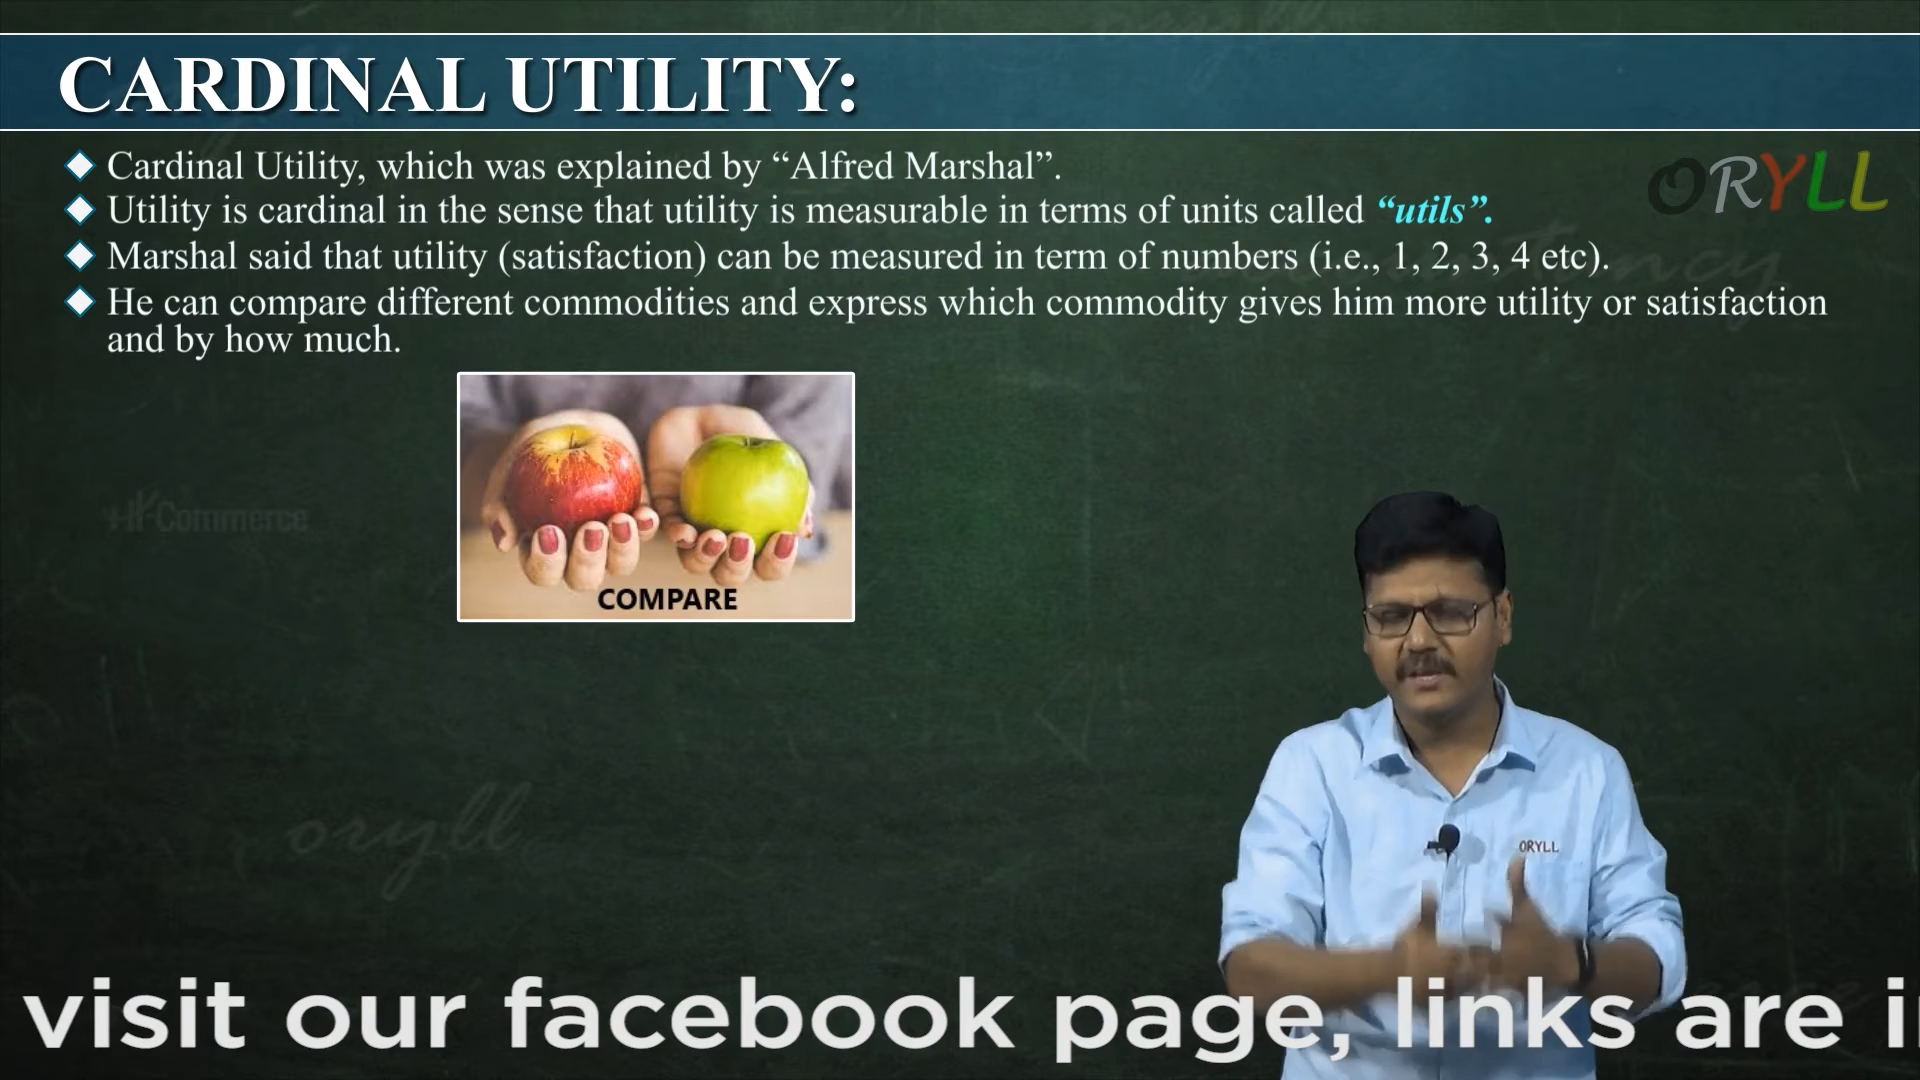 CARDINAL UTILITY:
Cardinal Utility, which was explained by “Alfred Marshal”.
ORYLL
Utility is cardinal in the sense that utility is measurable in terms of units called “utils”.
Marshal said that utility (satisfaction) can be measured in term of numbers (i.e., 1, 2, 3, 4 etc).
He can compare different commodities and express which commodity gives him more utility or satisfaction
and by how much.
Commerce
COMPARE
oryll
ORYLL
visit our facebook page, links are